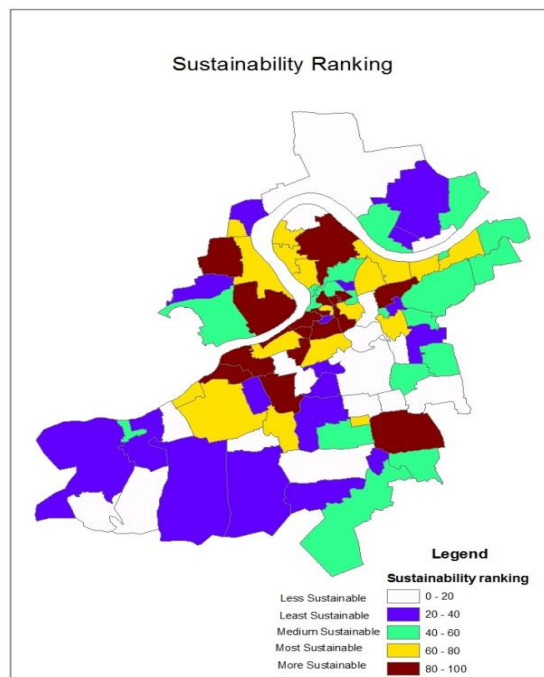 Sustainability Ranking
Legend
Sustainability ranking
Less Sustainable 0 - 20
Least Sustainable 20 - 40
Medium Sustainable 40 - 60
Most Sustainable 60 - 80
More Sustainable 80 - 100